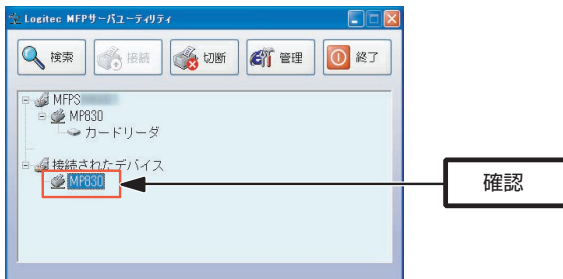 Logitec MFPサーバユーティリティ
検索 接続 切断 管理 終了
MFPS
MP830
カードリーダ
接続されたデバイス
MP830
確認